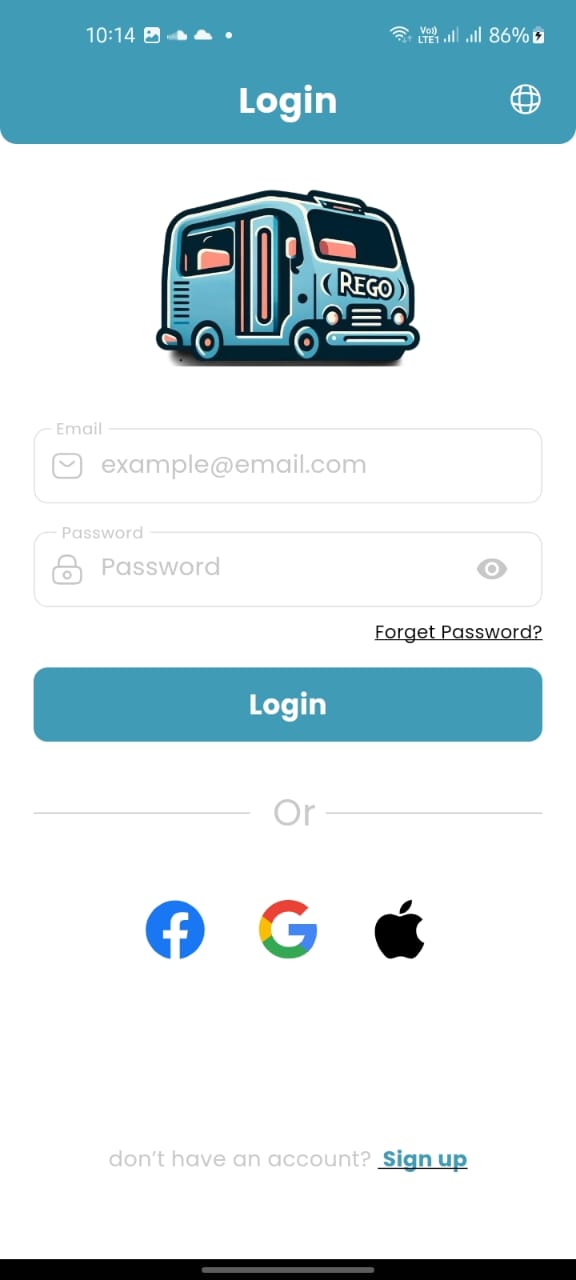 10:14 Vo)) LTE1 86%
Login
REGO
Email
example@email.com
Password
Password
Forget Password?
Login
Or
don’t have an account? Sign up